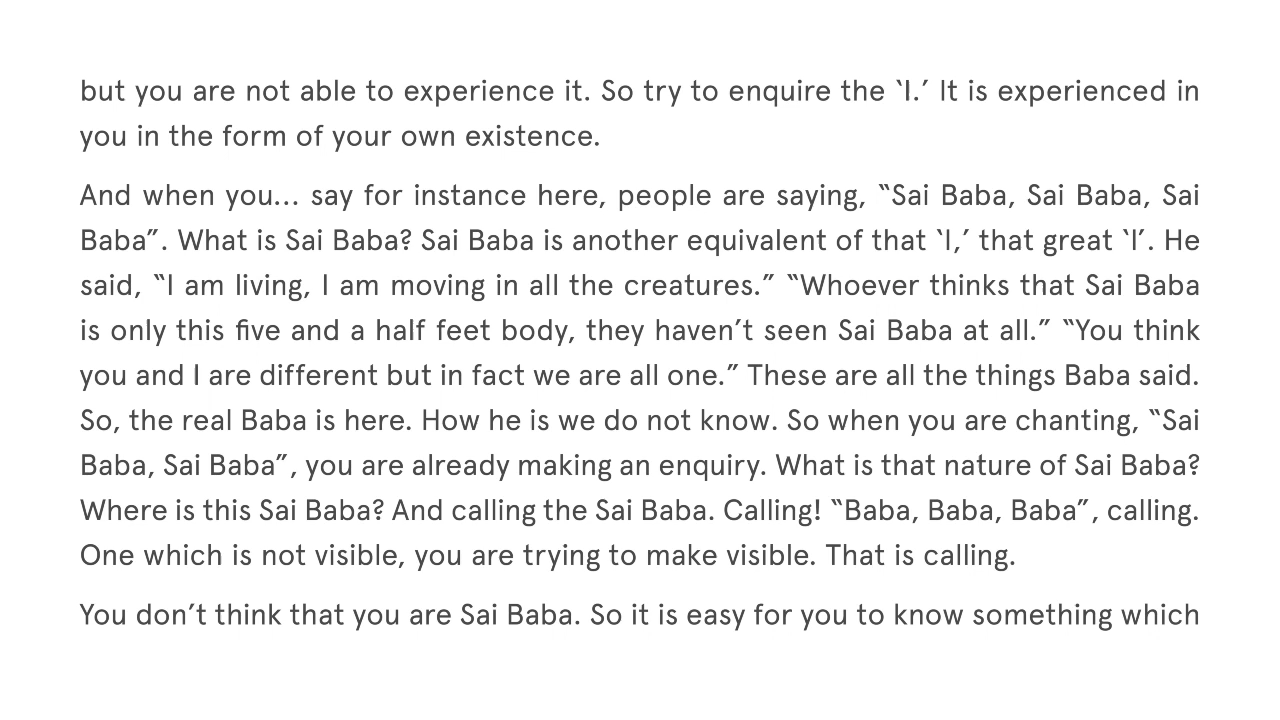 but you are not able to experience it. So try to enquire the ‘I.’ It is experienced in
you in the form of your own existence.
And when you... say for instance here, people are saying, “Sai Baba, Sai Baba, Sai
Baba”. What is Sai Baba? Sai Baba is another equivalent of that ‘I,’ that great ‘I’. He
said, “I am living, I am moving in all the creatures.” “Whoever thinks that Sai Baba
is only this five and a half feet body, they haven’t seen Sai Baba at all.” “You think
you and I are different but in fact we are all one.” These are all the things Baba said.
So, the real Baba is here. How he is we do not know. So when you are chanting, “Sai
Baba, Sai Baba”, you are already making an enquiry. What is that nature of Sai Baba?
Where is this Sai Baba? And calling the Sai Baba. Calling! “Baba, Baba, Baba”, calling.
One which is not visible, you are trying to make visible. That is calling.
You don’t think that you are Sai Baba. So it is easy for you to know something which